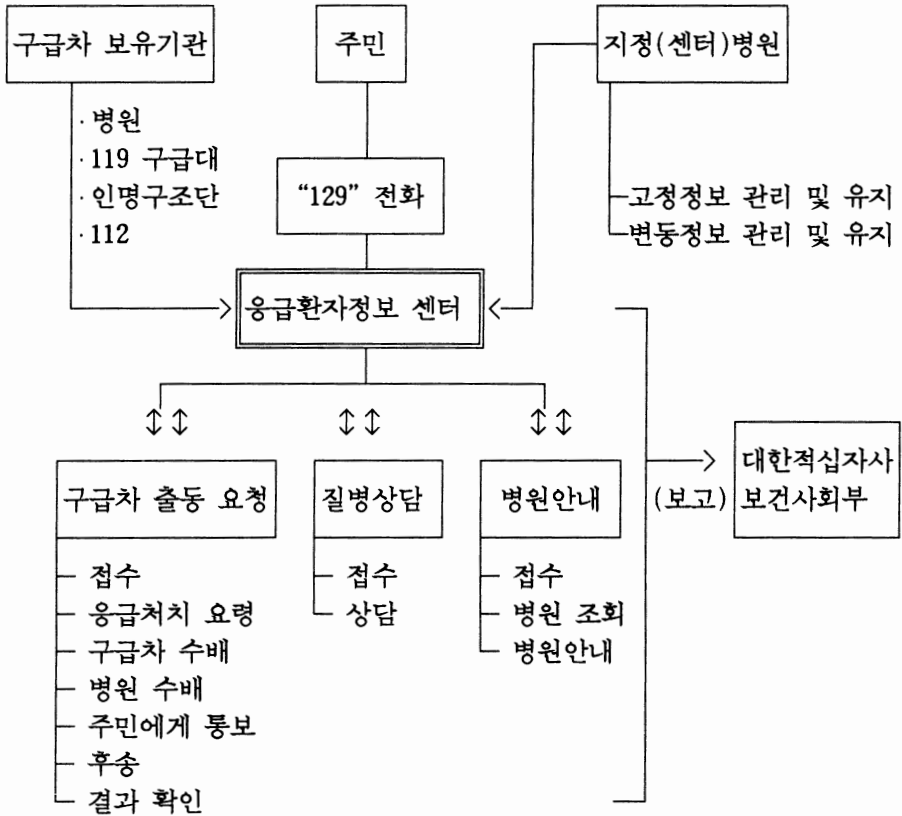 구급차 보유기관
주민
지정(센터)병원
· 병원
· 119 구급대
· 인명구조단
· 112
“129” 전화
고정정보 관리 및 유지
변동정보 관리 및 유지
응급환자정보 센터
구급차 출동 요청
질병상담
병원안내
(보고)
대한적십자사
보건사회부
접수
응급처치 요령
구급차 수배
병원 수배
주민에게 통보
후송
결과 확인
접수
상담
접수
병원 조회
병원안내